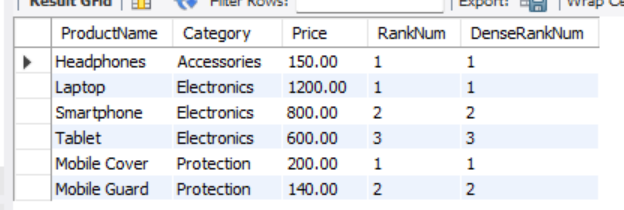 Result Grid | Filter Rows: | Export: | Wrap Ce
ProductName Category Price RankNum DenseRankNum
Headphones Accessories 150.00 1 1
Laptop Electronics 1200.00 1 1
Smartphone Electronics 800.00 2 2
Tablet Electronics 600.00 3 3
Mobile Cover Protection 200.00 1 1
Mobile Guard Protection 140.00 2 2